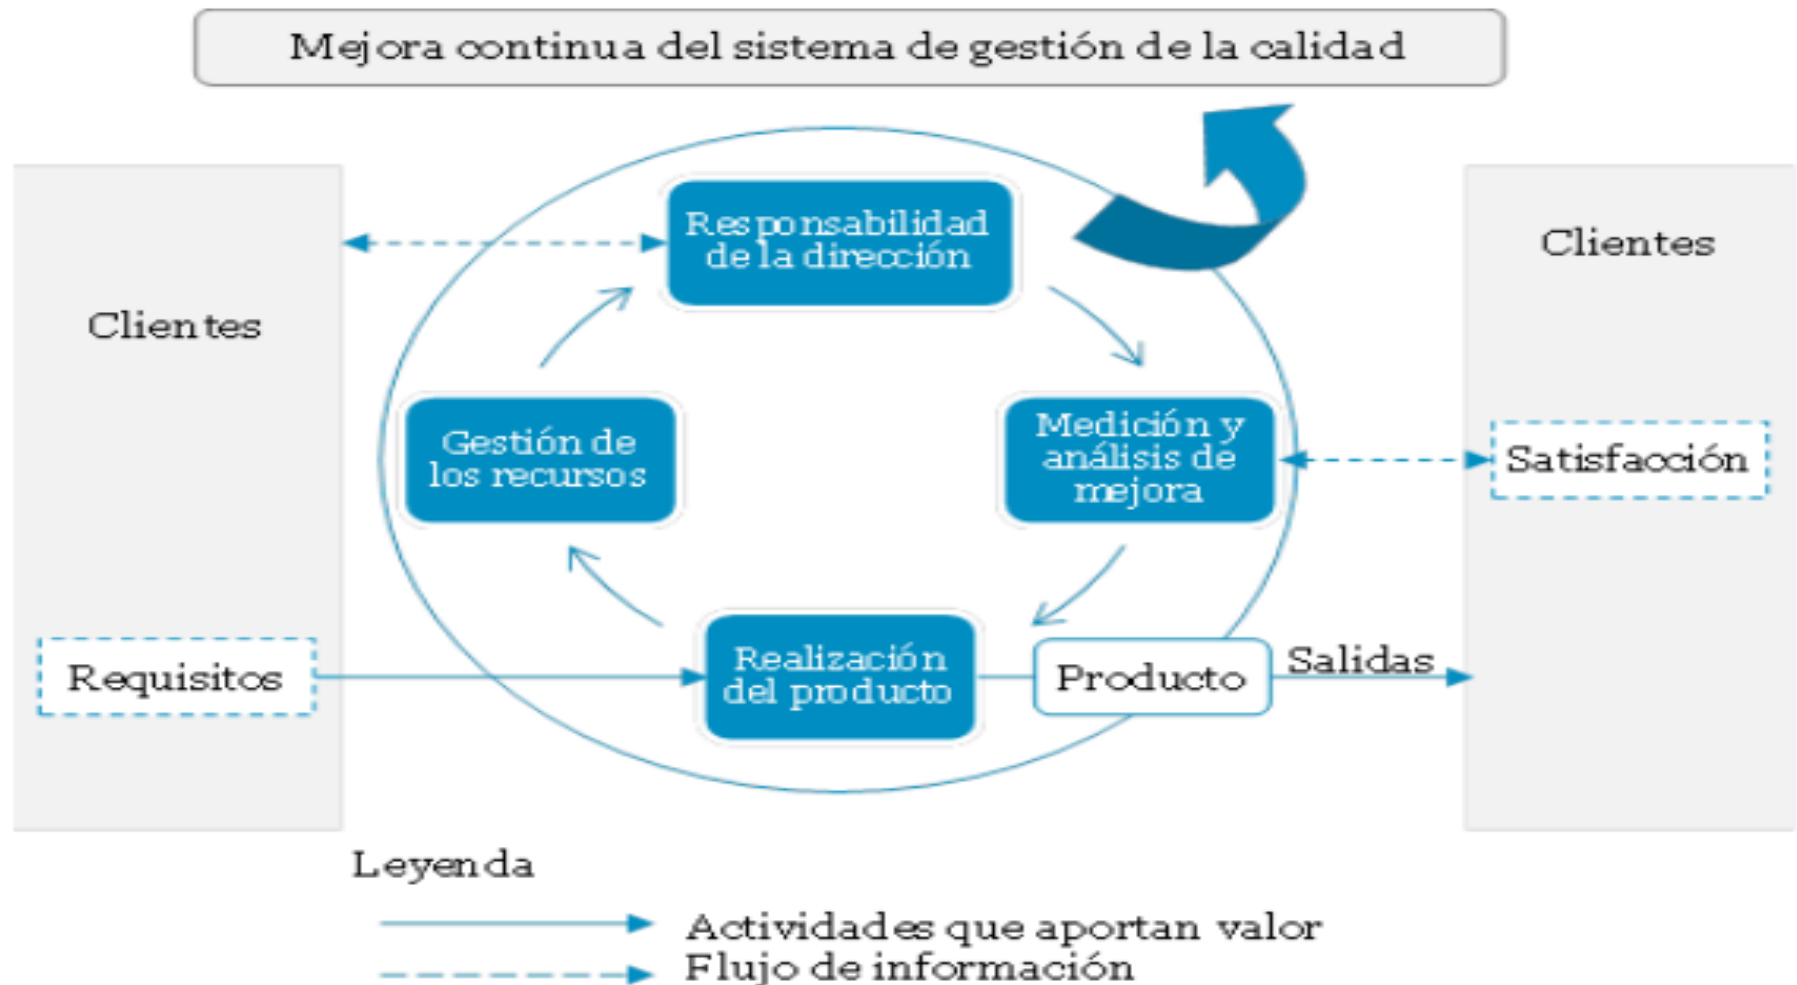 Mejora continua del sistema de gestión de la calidad
Responsabilidad
de la dirección
Clientes
Clientes
Gestión de
los recursos
Medición y
análisis de
mejora
Satisfacción
Requisitos
Realización
del producto
Producto
Salidas
Leyenda
Actividades que aportan valor
Flujo de información